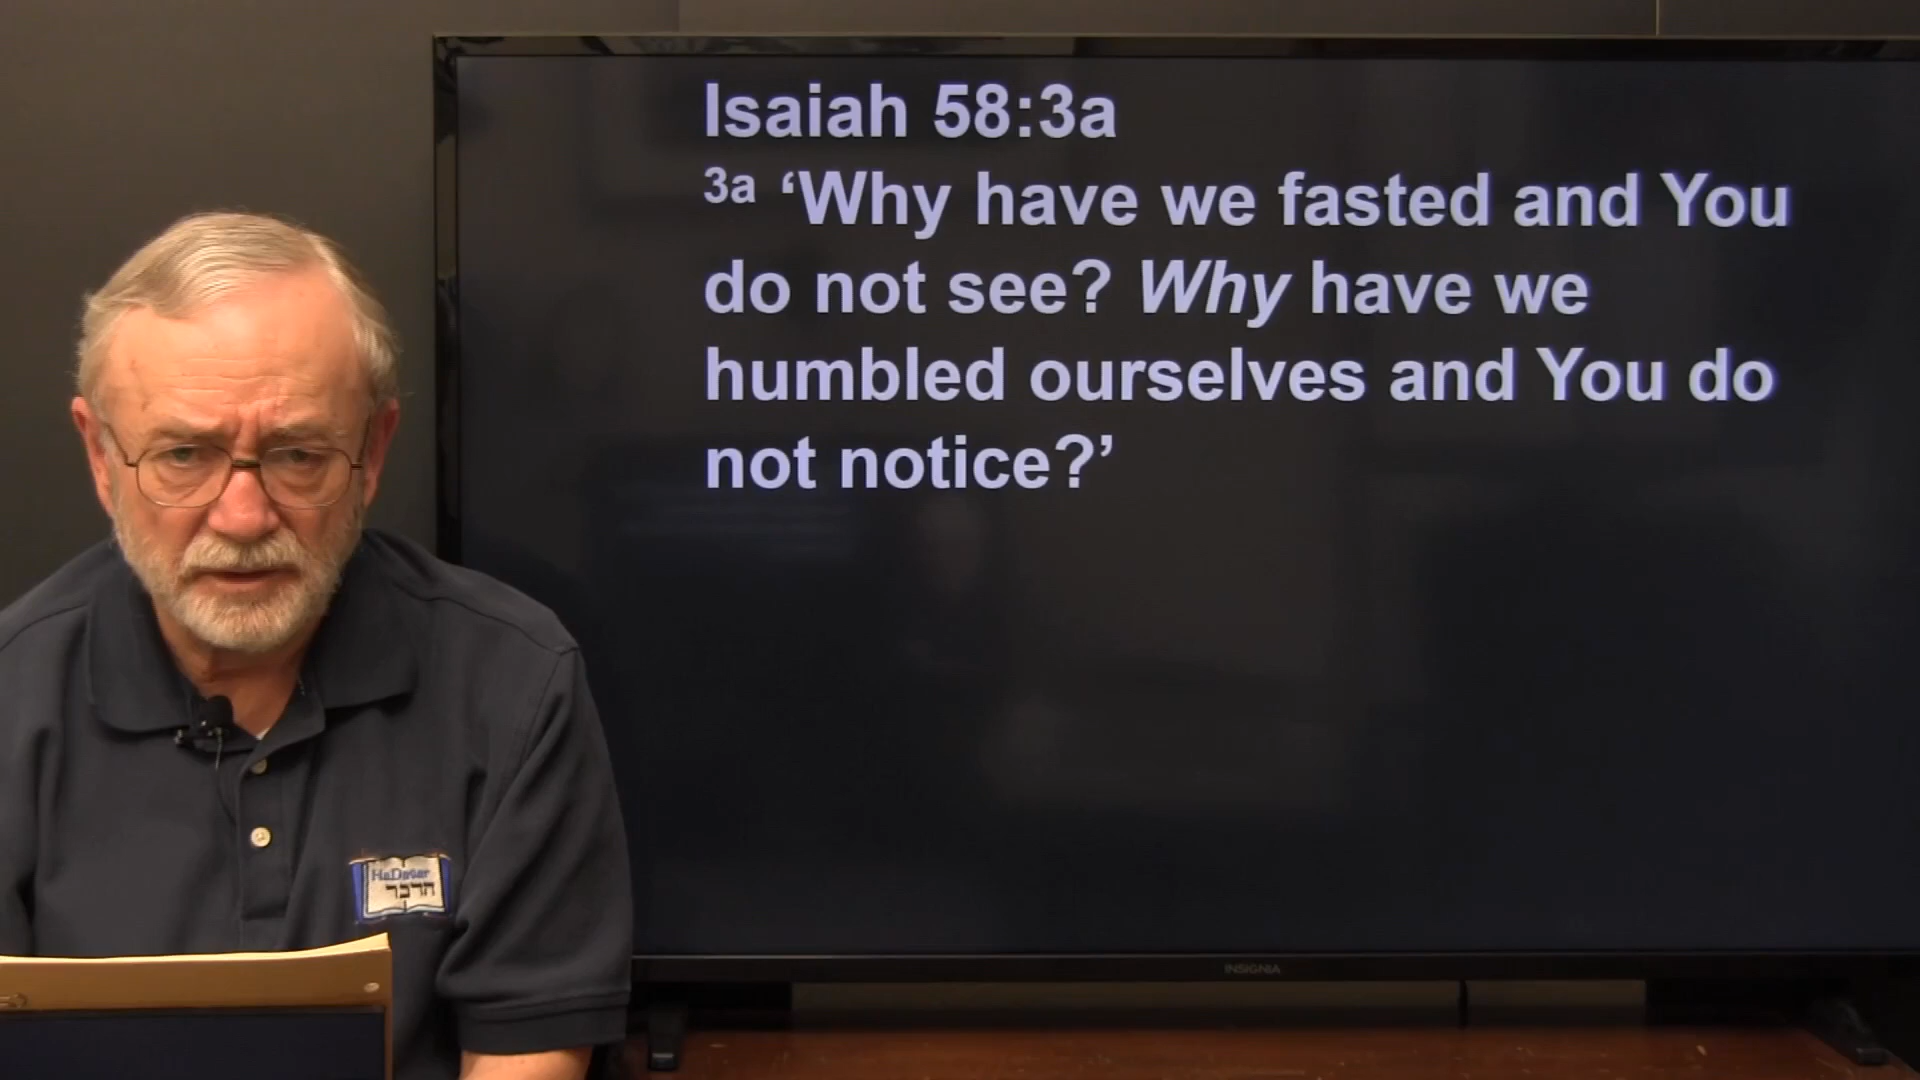 Isaiah 58:3a
3a ‘Why have we fasted and You
do not see? Why have we
humbled ourselves and You do
not notice?’
HaDavar
הדבר
INSIGNIA